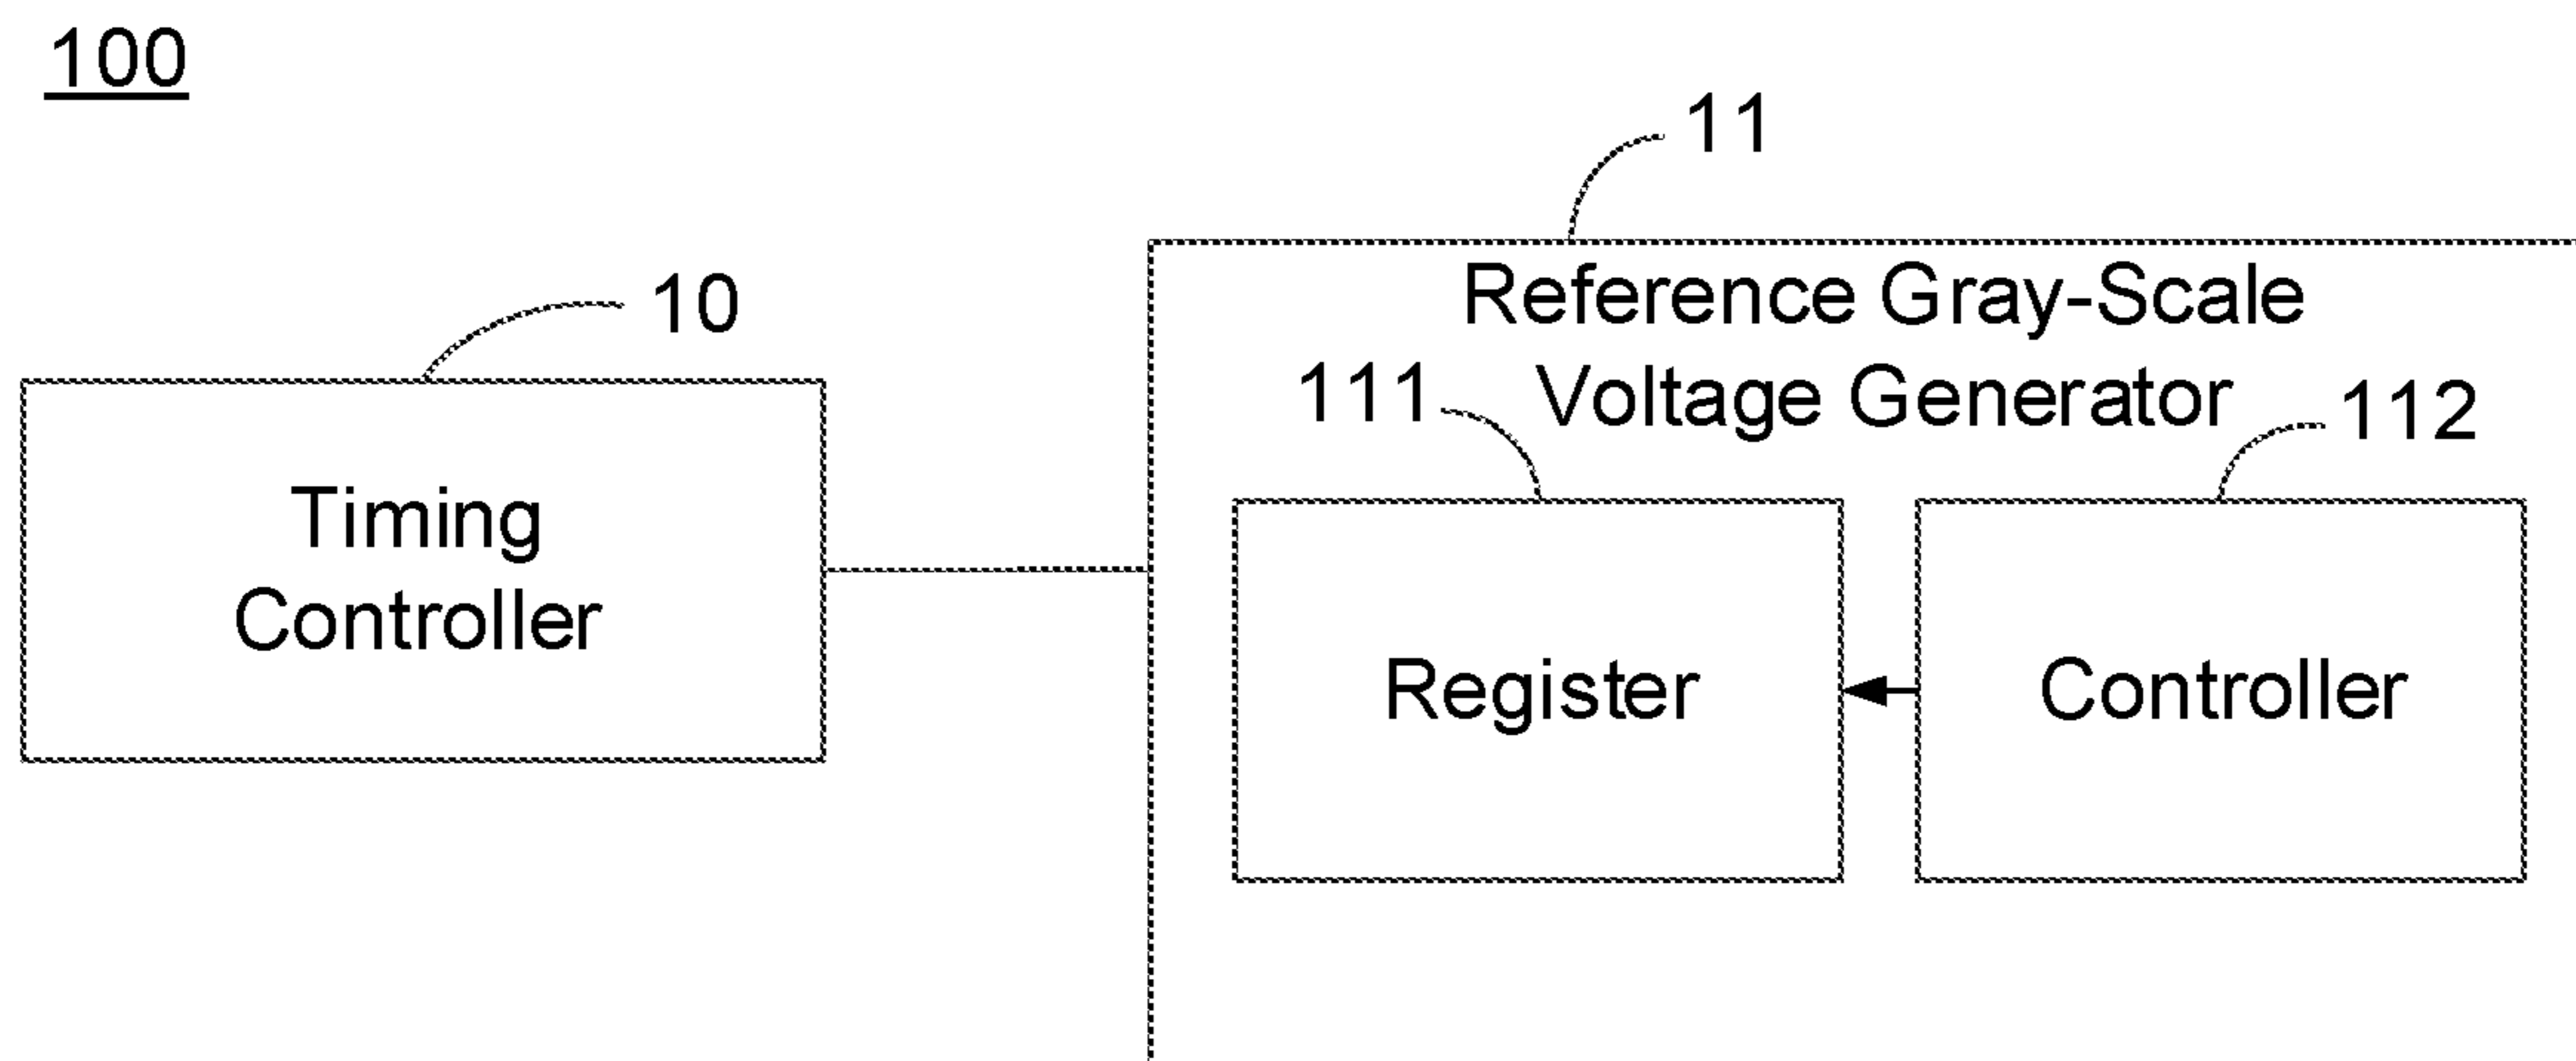 100
11
10
Reference Gray-Scale
Voltage Generator
111
112
Timing
Controller
Register
Controller